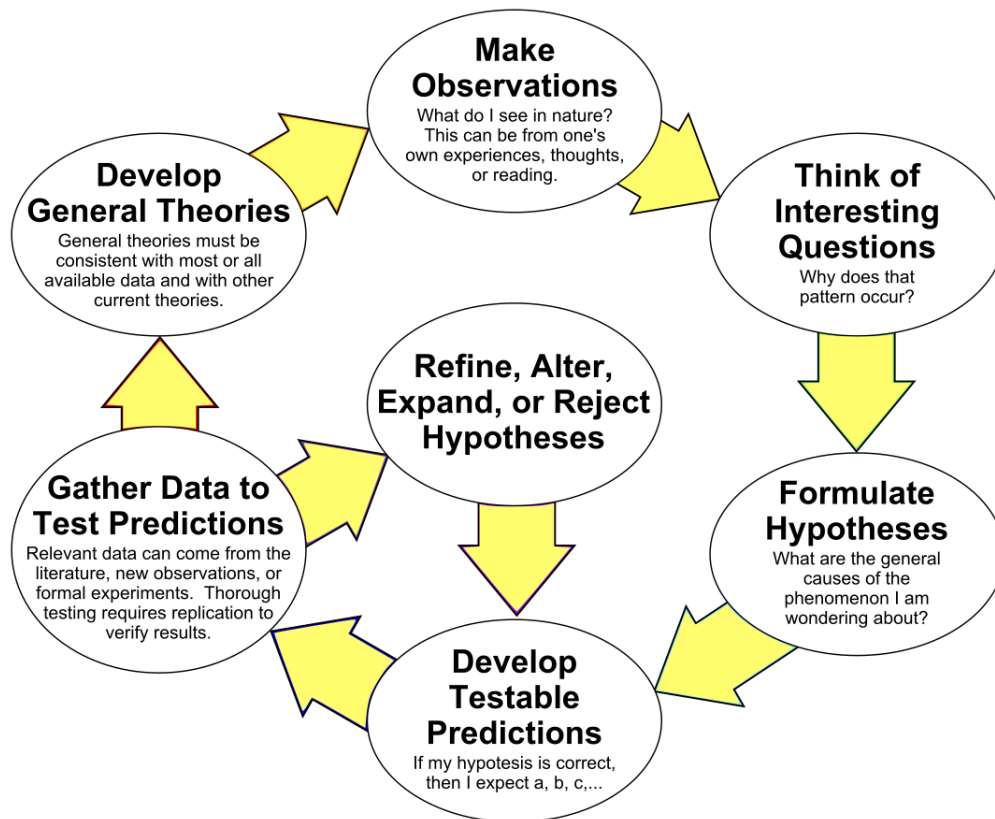 Make
Observations
What do I see in nature?
This can be from one's
own experiences, thoughts,
or reading.
Think of
Interesting
Questions
Why does that
pattern occur?
Formulate
Hypotheses
What are the general
causes of the
phenomenon I am
wondering about?
Develop
Testable
Predictions
If my hypotesis is correct,
then I expect a, b, c,...
Gather Data to
Test Predictions
Relevant data can come from the
literature, new observations, or
formal experiments. Thorough
testing requires replication to
verify results.
Refine, Alter,
Expand, or Reject
Hypotheses
Develop
General Theories
General theories must be
consistent with most or all
available data and with other
current theories.